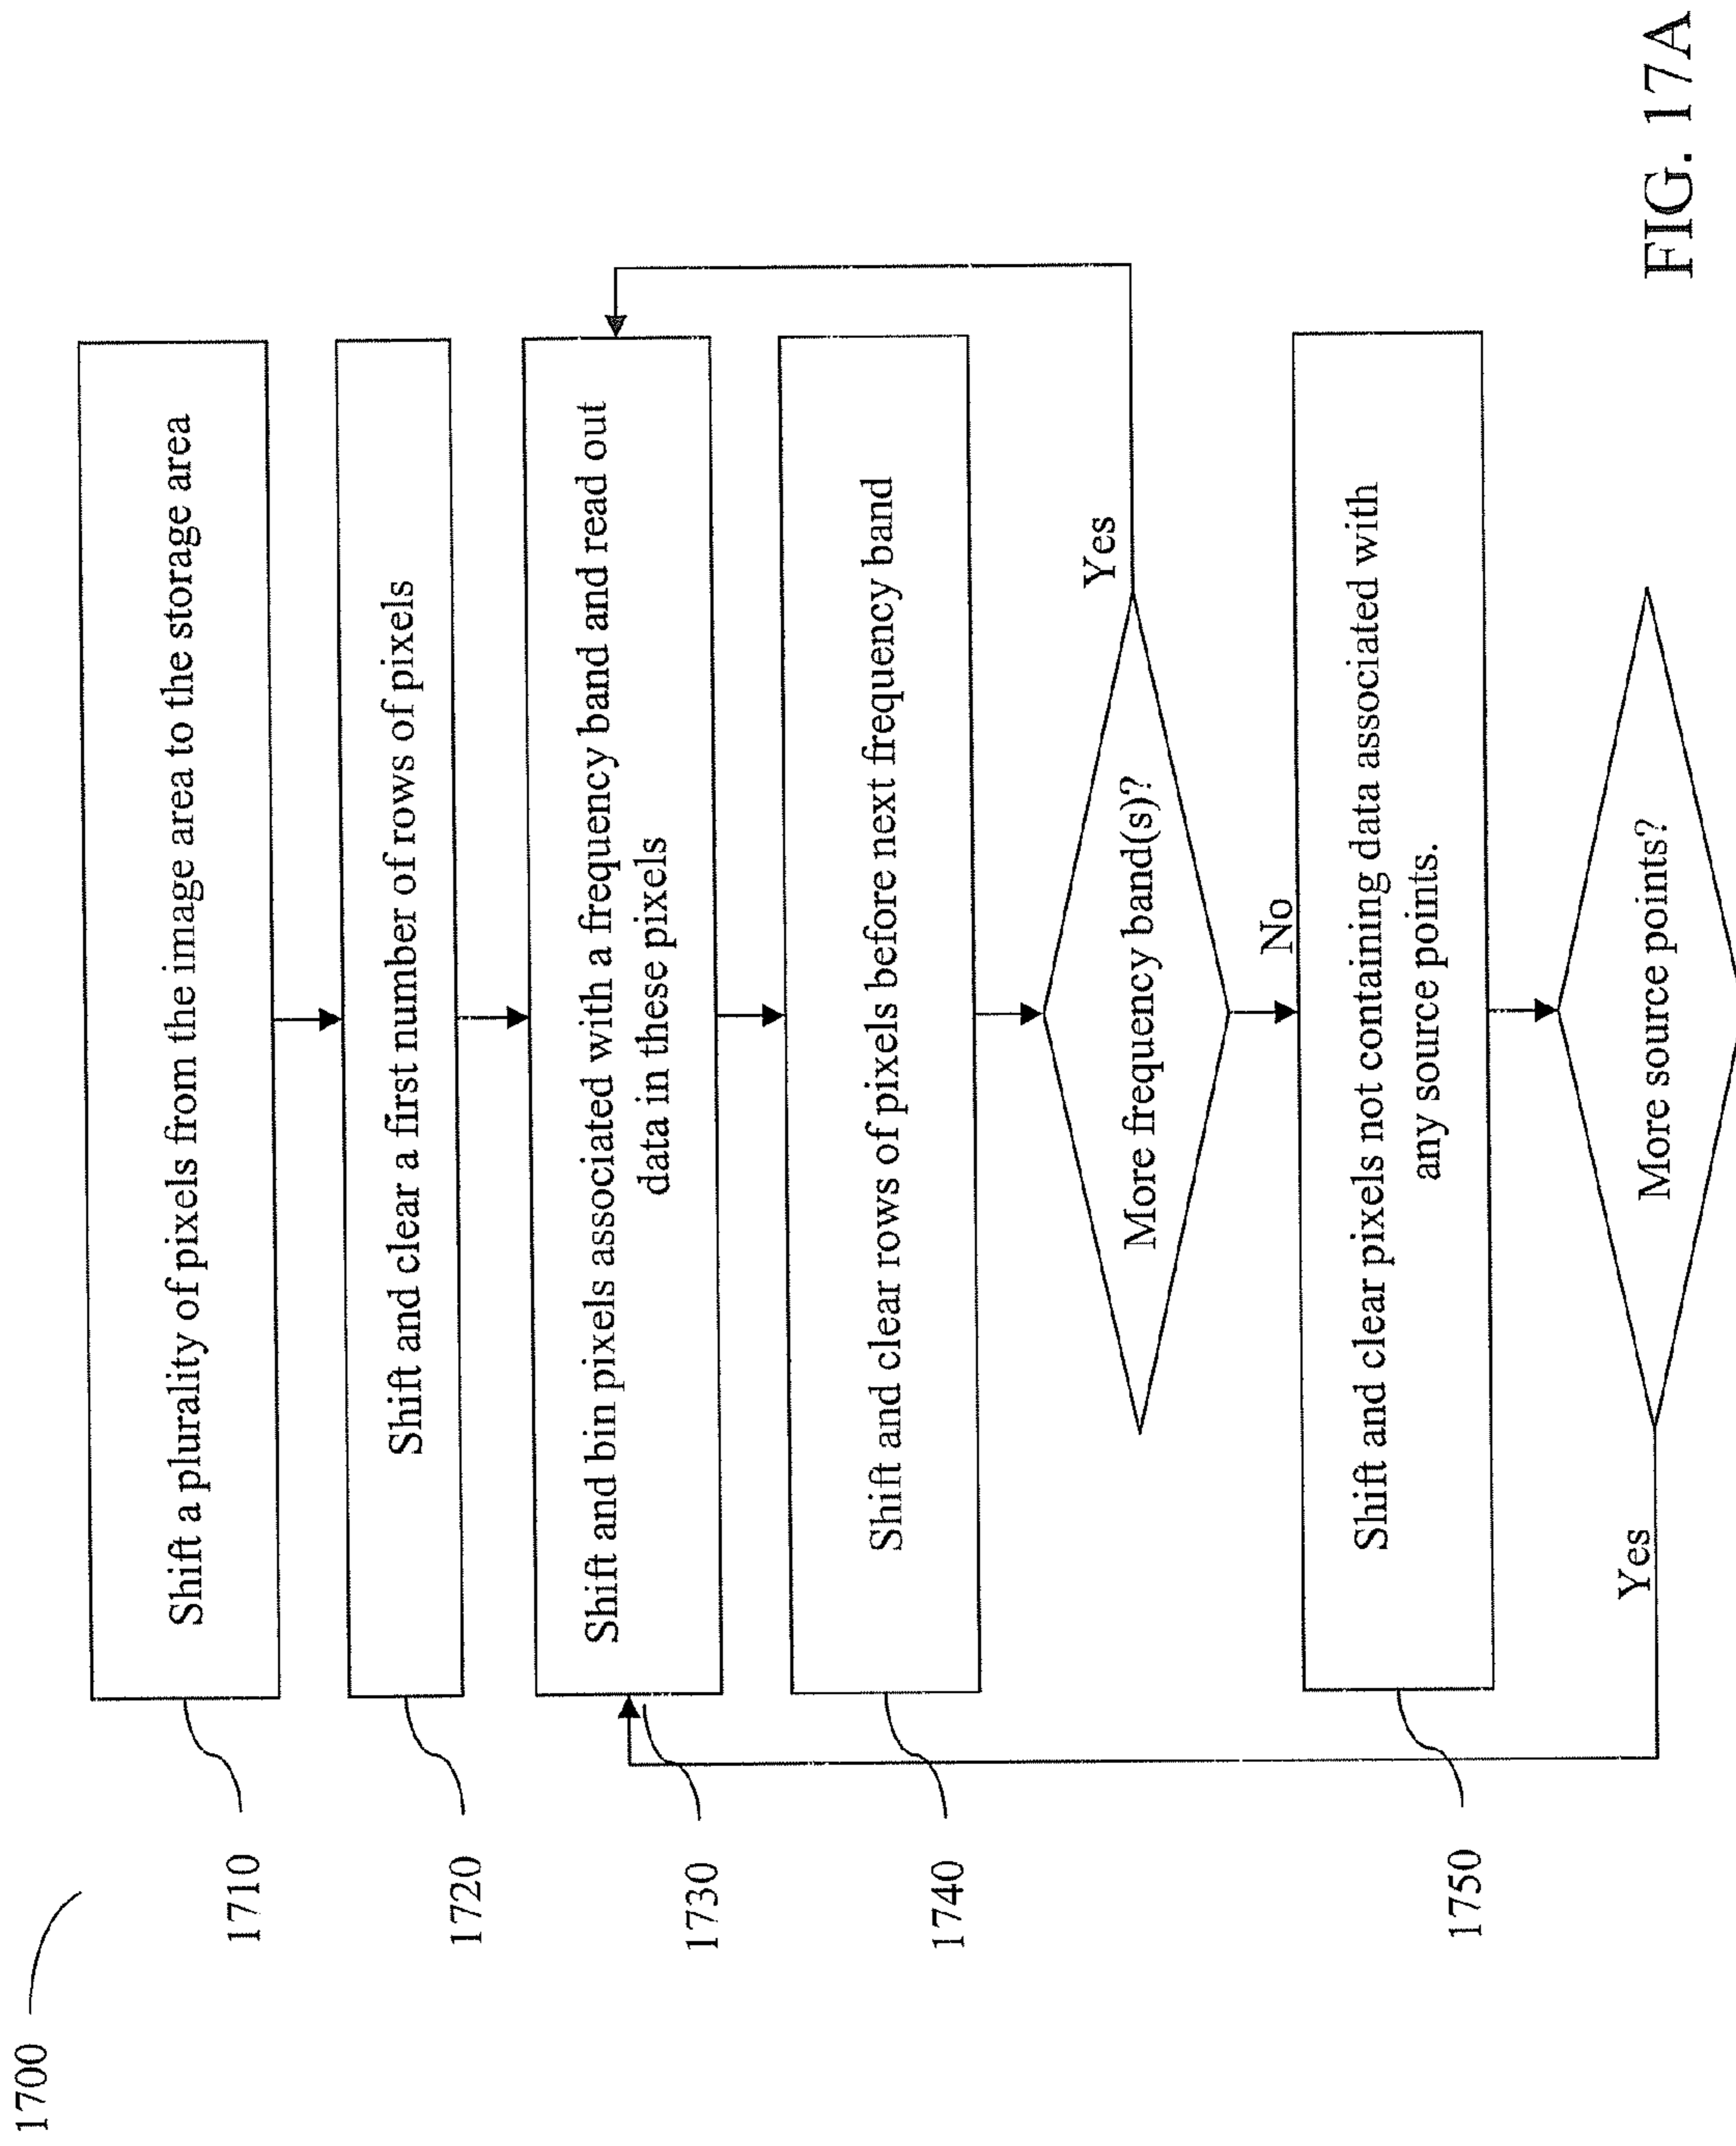 1700
1710
Shift a plurality of pixels from the image area to the storage area
1720
Shift and clear a first number of rows of pixels
1730
Shift and bin pixels associated with a frequency band and read out
data in these pixels
1740
Shift and clear rows of pixels before next frequency band
More frequency band(s)?
Yes
No
1750
Shift and clear pixels not containing data associated with
any source points.
More source points?
Yes
FIG. 17A